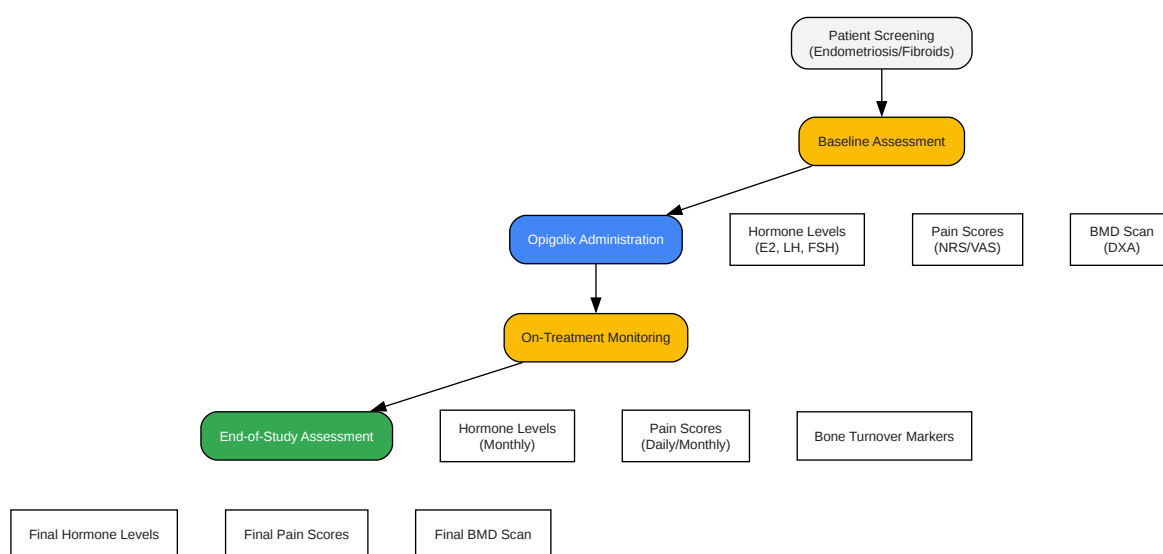 Patient Screening
(Endometriosis/Fibroids)
Baseline Assessment
Opigolix Administration
Hormone Levels
(E2, LH, FSH)
Pain Scores
(NRS/VAS)
BMD Scan
(DXA)
On-Treatment Monitoring
End-of-Study Assessment
Hormone Levels
(Monthly)
Pain Scores
(Daily/Monthly)
Bone Turnover Markers
Final Hormone Levels
Final Pain Scores
Final BMD Scan